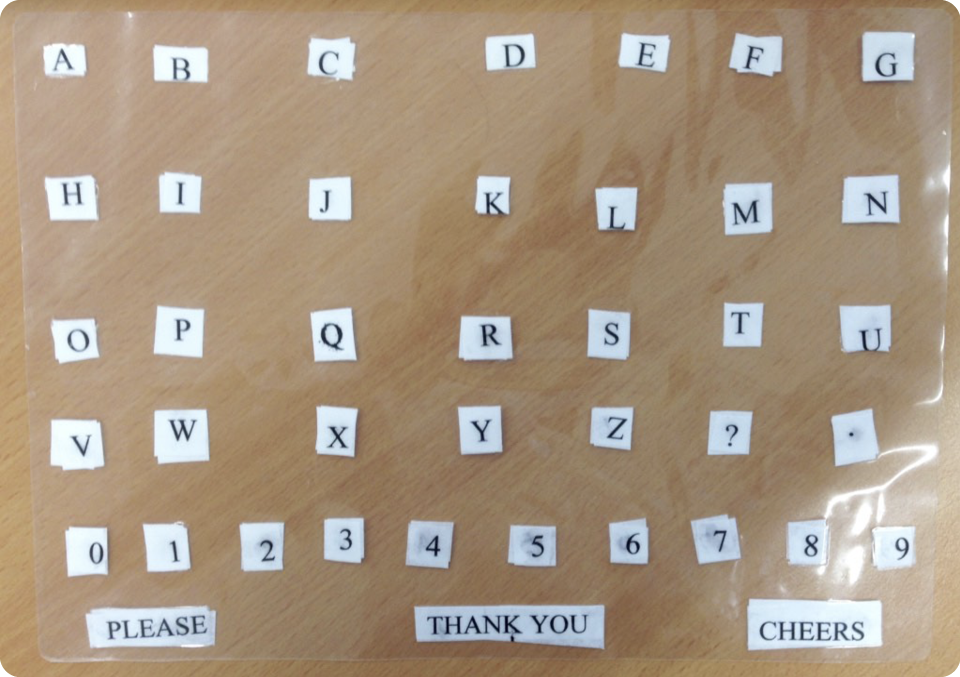 A B C D E F G
H I J K L M N
O P Q R S T U
V W X Y Z ? .
0 1 2 3 4 5 6 7 8 9
PLEASE THANK YOU CHEERS